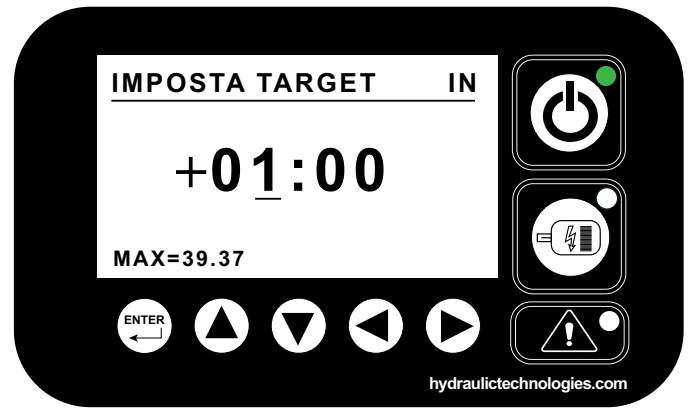 IMPOSTA TARGET IN
+01:00
MAX=39.37
ENTER
hydraulictechnologies.com